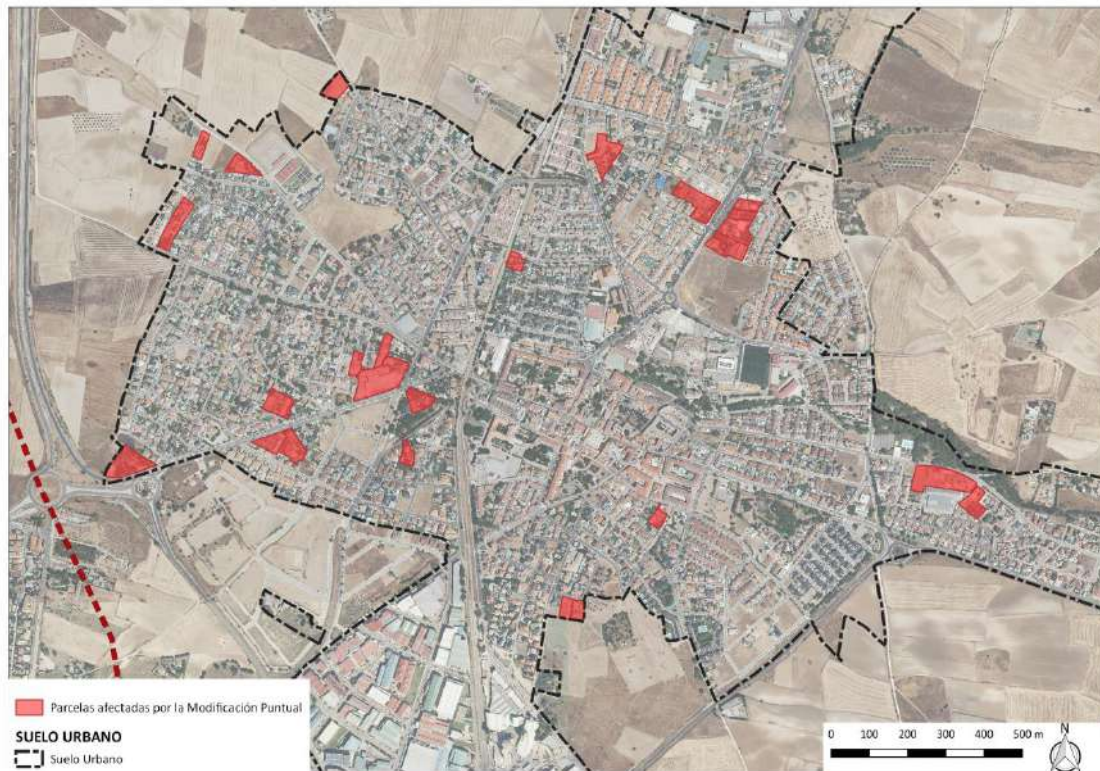 Parcelas afectadas por la Modificación Puntual
SUELO URBANO
Suelo Urbano
0 100 200 300 400 500 m
N